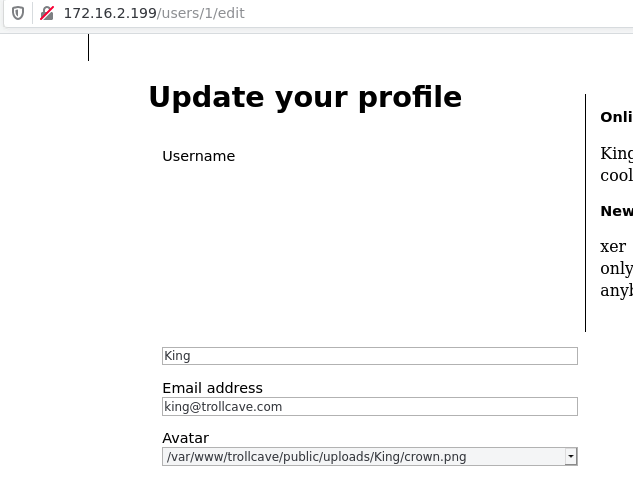 172.16.2.199/users/1/edit
Update your profile
Username
King
Email address
king@trollcave.com
Avatar
/var/www/trollcave/public/uploads/King/crown.png
Onli
King
cool
New
xer
only
anyb